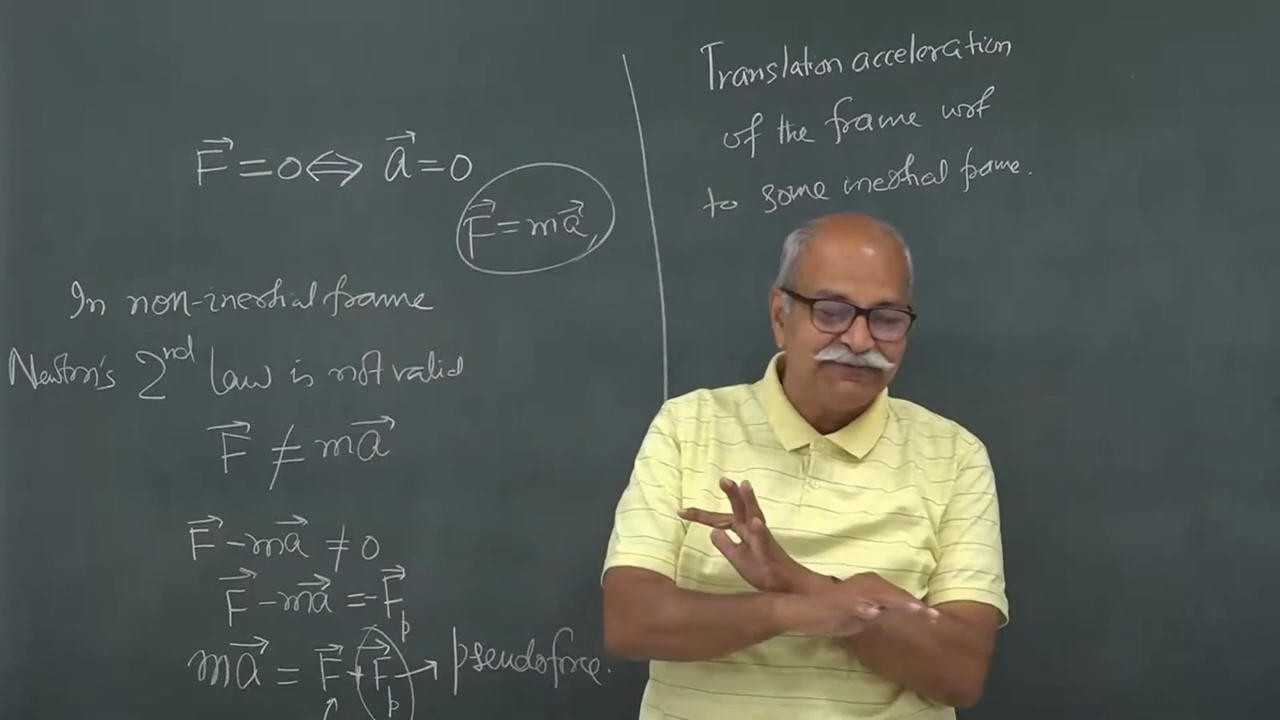 F⃗ = 0 ⇔ a⃗ = 0
F⃗ = ma⃗
In non-inertial frame
Newton's 2nd law is not valid
F⃗ ≠ ma⃗
F⃗ - ma⃗ ≠ 0
F⃗ - ma⃗ = -F⃗p
ma⃗ = F⃗ + F⃗p → pseudoforce.
Translation acceleration
of the frame wrt
to some inertial frame.